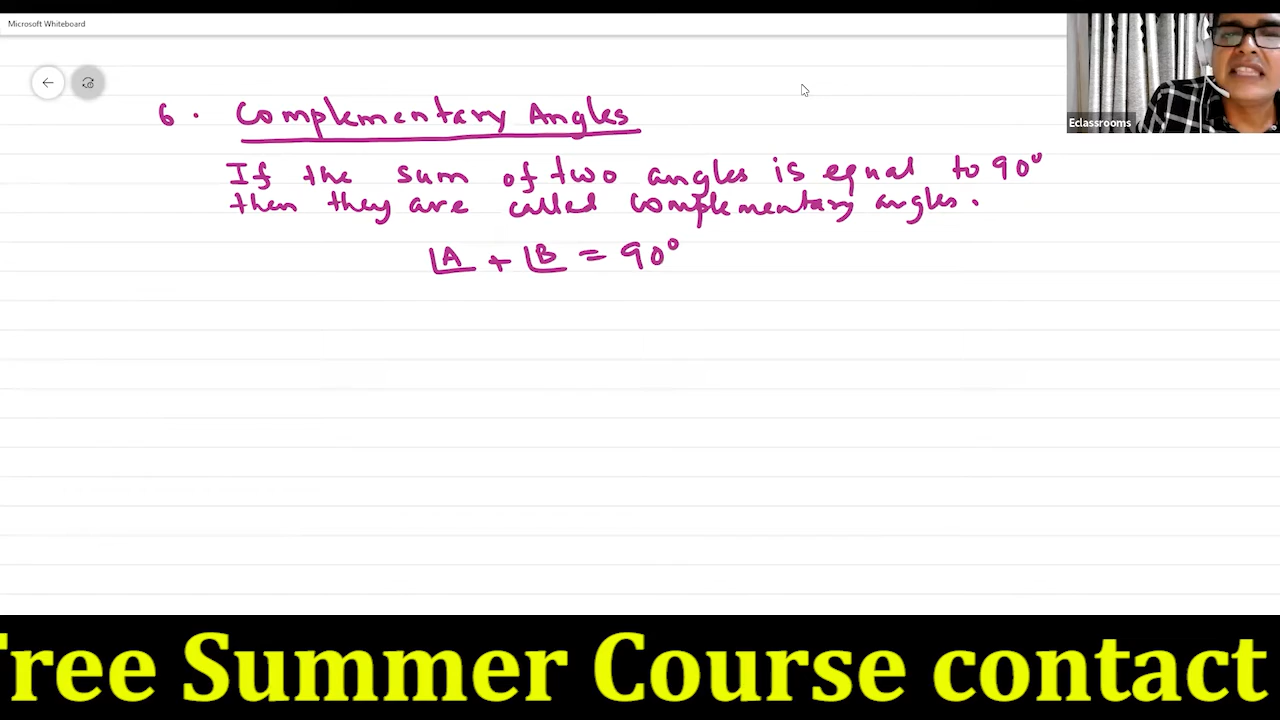 Microsoft Whiteboard
6. Complementary Angles
Eclassrooms
If the sum of two angles is equal to 90°
then they are called complementary angles.
∠A + ∠B = 90°
Free Summer Course contact